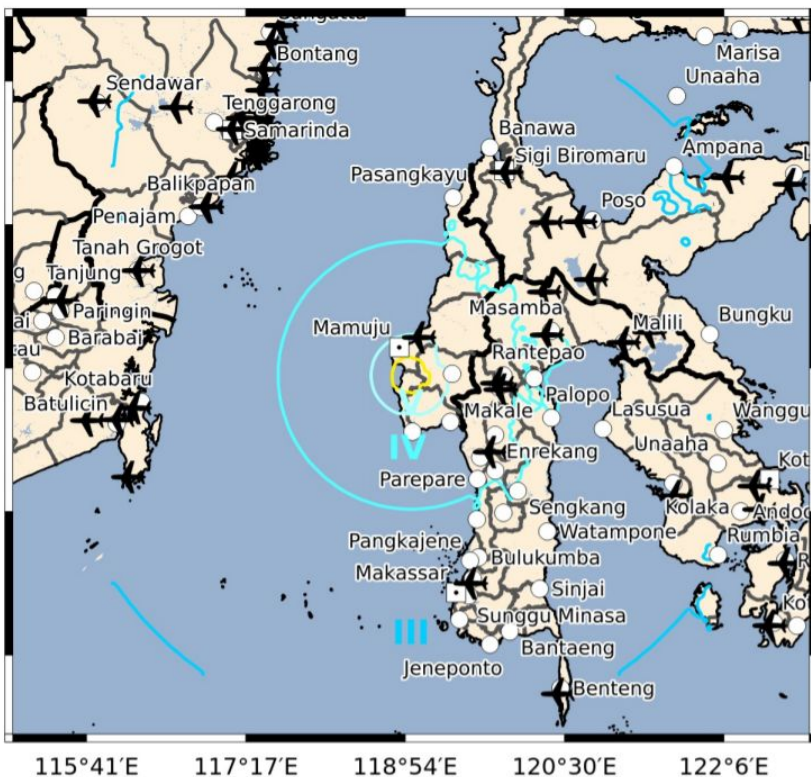 Bontang
Marisa
Sendawar
Unaaha
Tenggarong
Samarinda
Banawa
Ampana
Sigi Biromaru
Balikpapan
Pasangkayu
Penajam
Poso
Tanah Grogot
Tanjung
Paringin
Mamuju
Masamba
Malili
Bungku
Barabai
Rantepao
Kotabaru
Palopo
Batulicin
Makale
Lasusua
Wanggu
IV
Enrekang
Unaaha
Parepare
Kolaka
Sengkang
Watampone
Rumbia
Pangkajene
Bulukumba
Makassar
Sinjai
III
Sunggu Minasa
Bantaeng
Jeneponto
Benteng
115°41′E 117°17′E 118°54′E 120°30′E 122°6′E